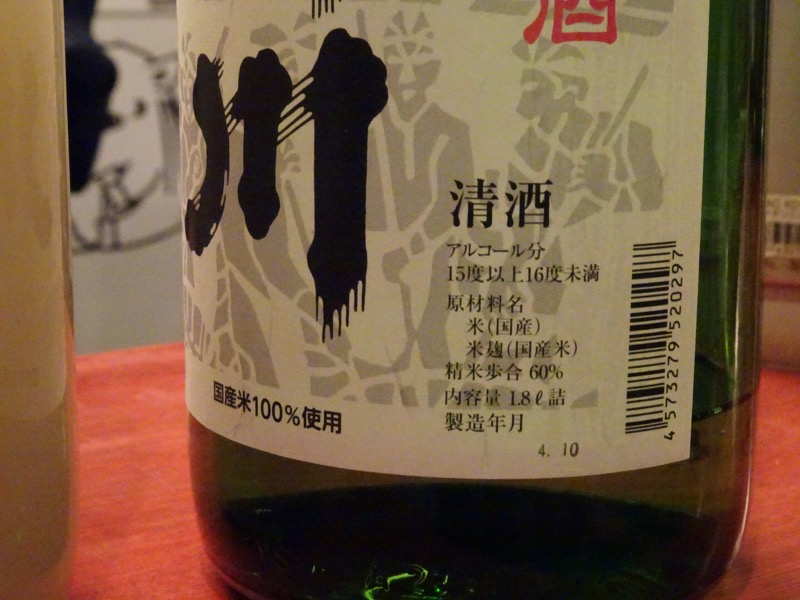 酒
川
清酒
アルコール分
15度以上16度未満
原材料名
米(国産)
米麹(国産米)
精米歩合 60%
内容量 1.8ℓ詰
製造年月
4. 10
国産米100%使用
4 573279 520297